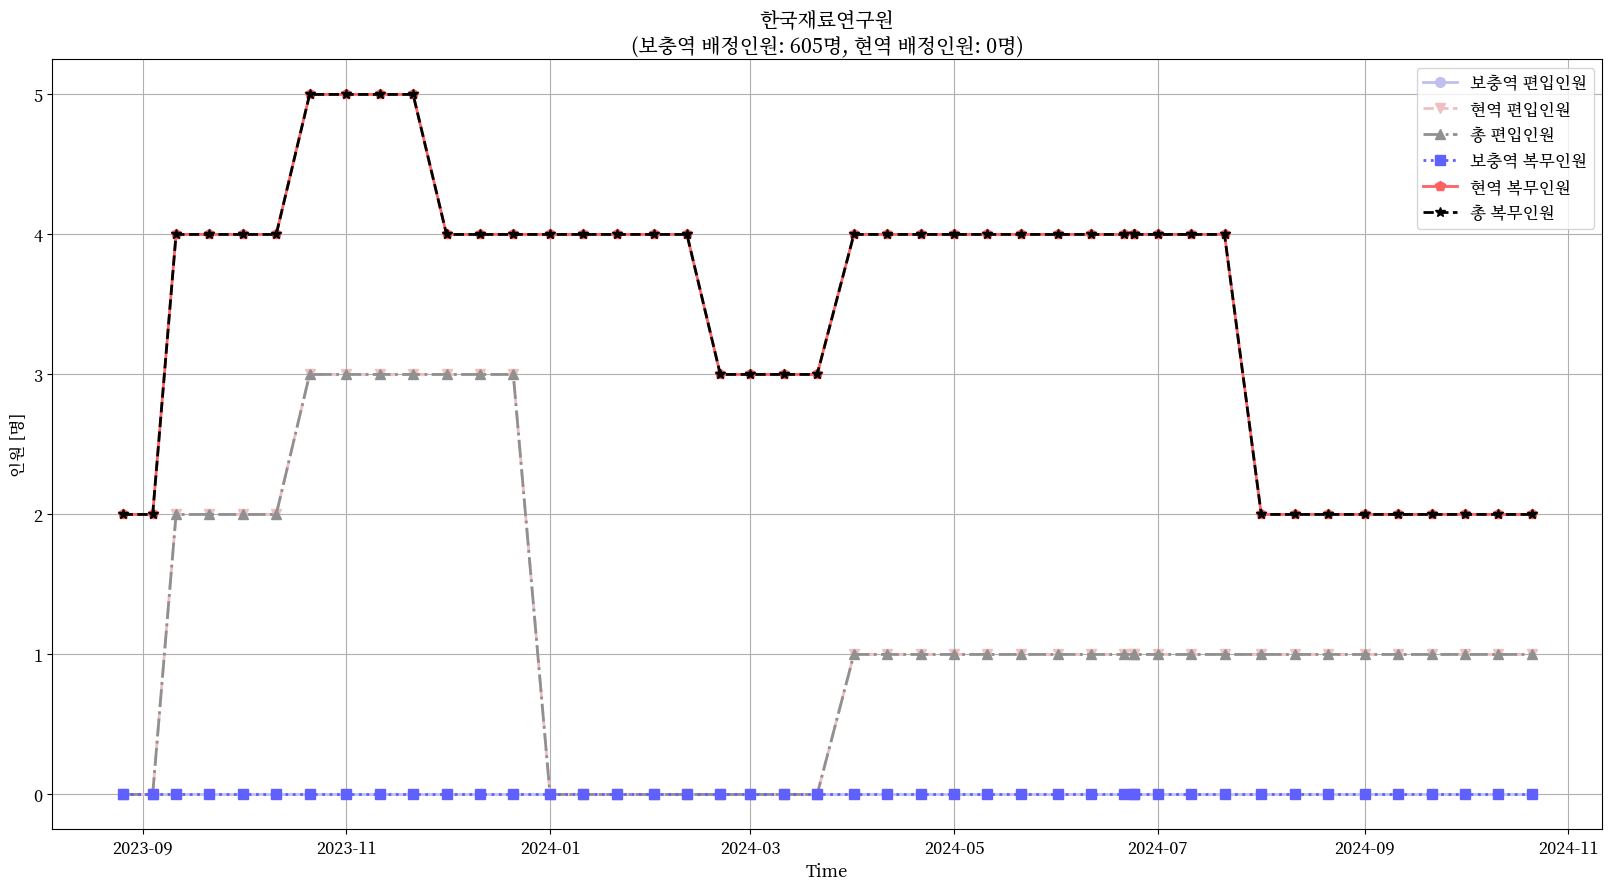 한국재료연구원
(보충역 배정인원: 605명, 현역 배정인원: 0명)
보충역 편입인원
현역 편입인원
총 편입인원
보충역 복무인원
현역 복무인원
총 복무인원
인원 [명]
5
4
3
2
1
0
2023-09
2023-11
2024-01
2024-03
2024-05
2024-07
2024-09
2024-11
Time